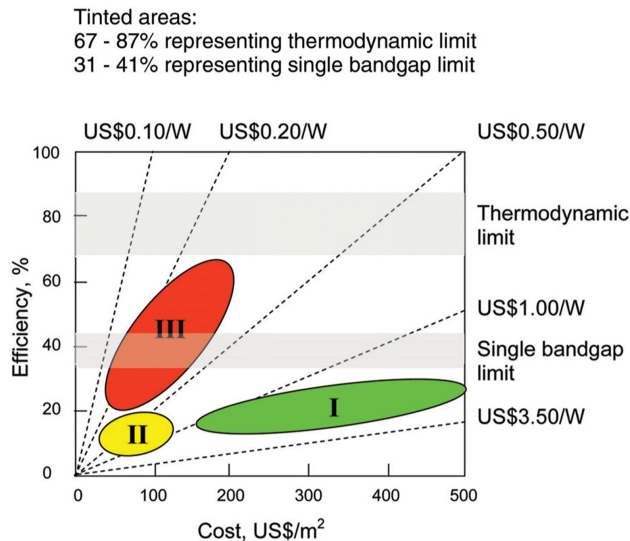 Tinted areas:
67 - 87% representing thermodynamic limit
31 - 41% representing single bandgap limit
US$0.10/W US$0.20/W US$0.50/W
100
80
60
40
20
0
Efficiency, %
Thermodynamic
limit
US$1.00/W
Single bandgap
limit
US$3.50/W
III
II
I
0 100 200 300 400 500
Cost, US$/m²